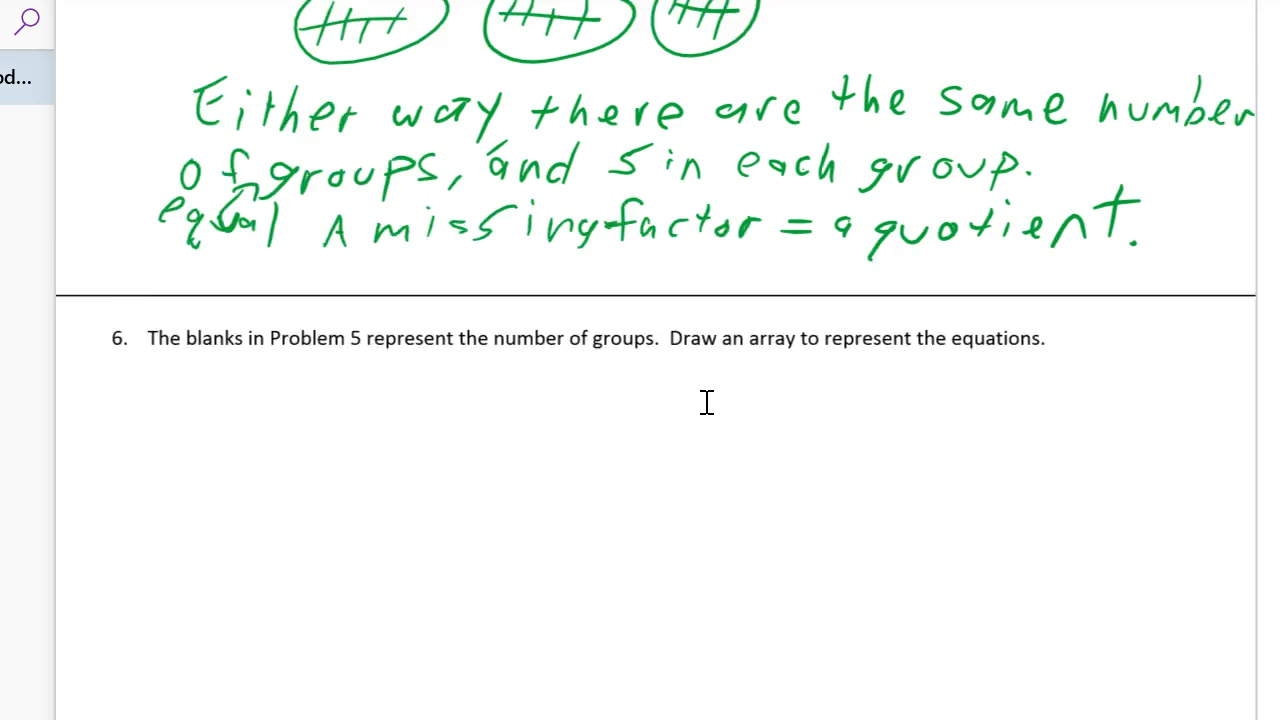 od...
Either way there are the same number
of groups, and 5 in each group.
equal A missing factor = a quotient.
6. The blanks in Problem 5 represent the number of groups. Draw an array to represent the equations.